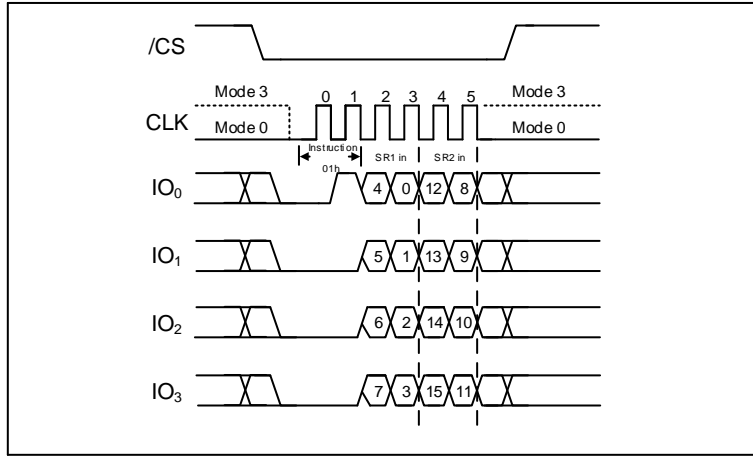 /CS
Mode 3 0 1 2 3 4 5 Mode 3
CLK Mode 0 Mode 0
Instruction SR1 in SR2 in
01h
IO0 4 0 12 8
IO1 5 1 13 9
IO2 6 2 14 10
IO3 7 3 15 11